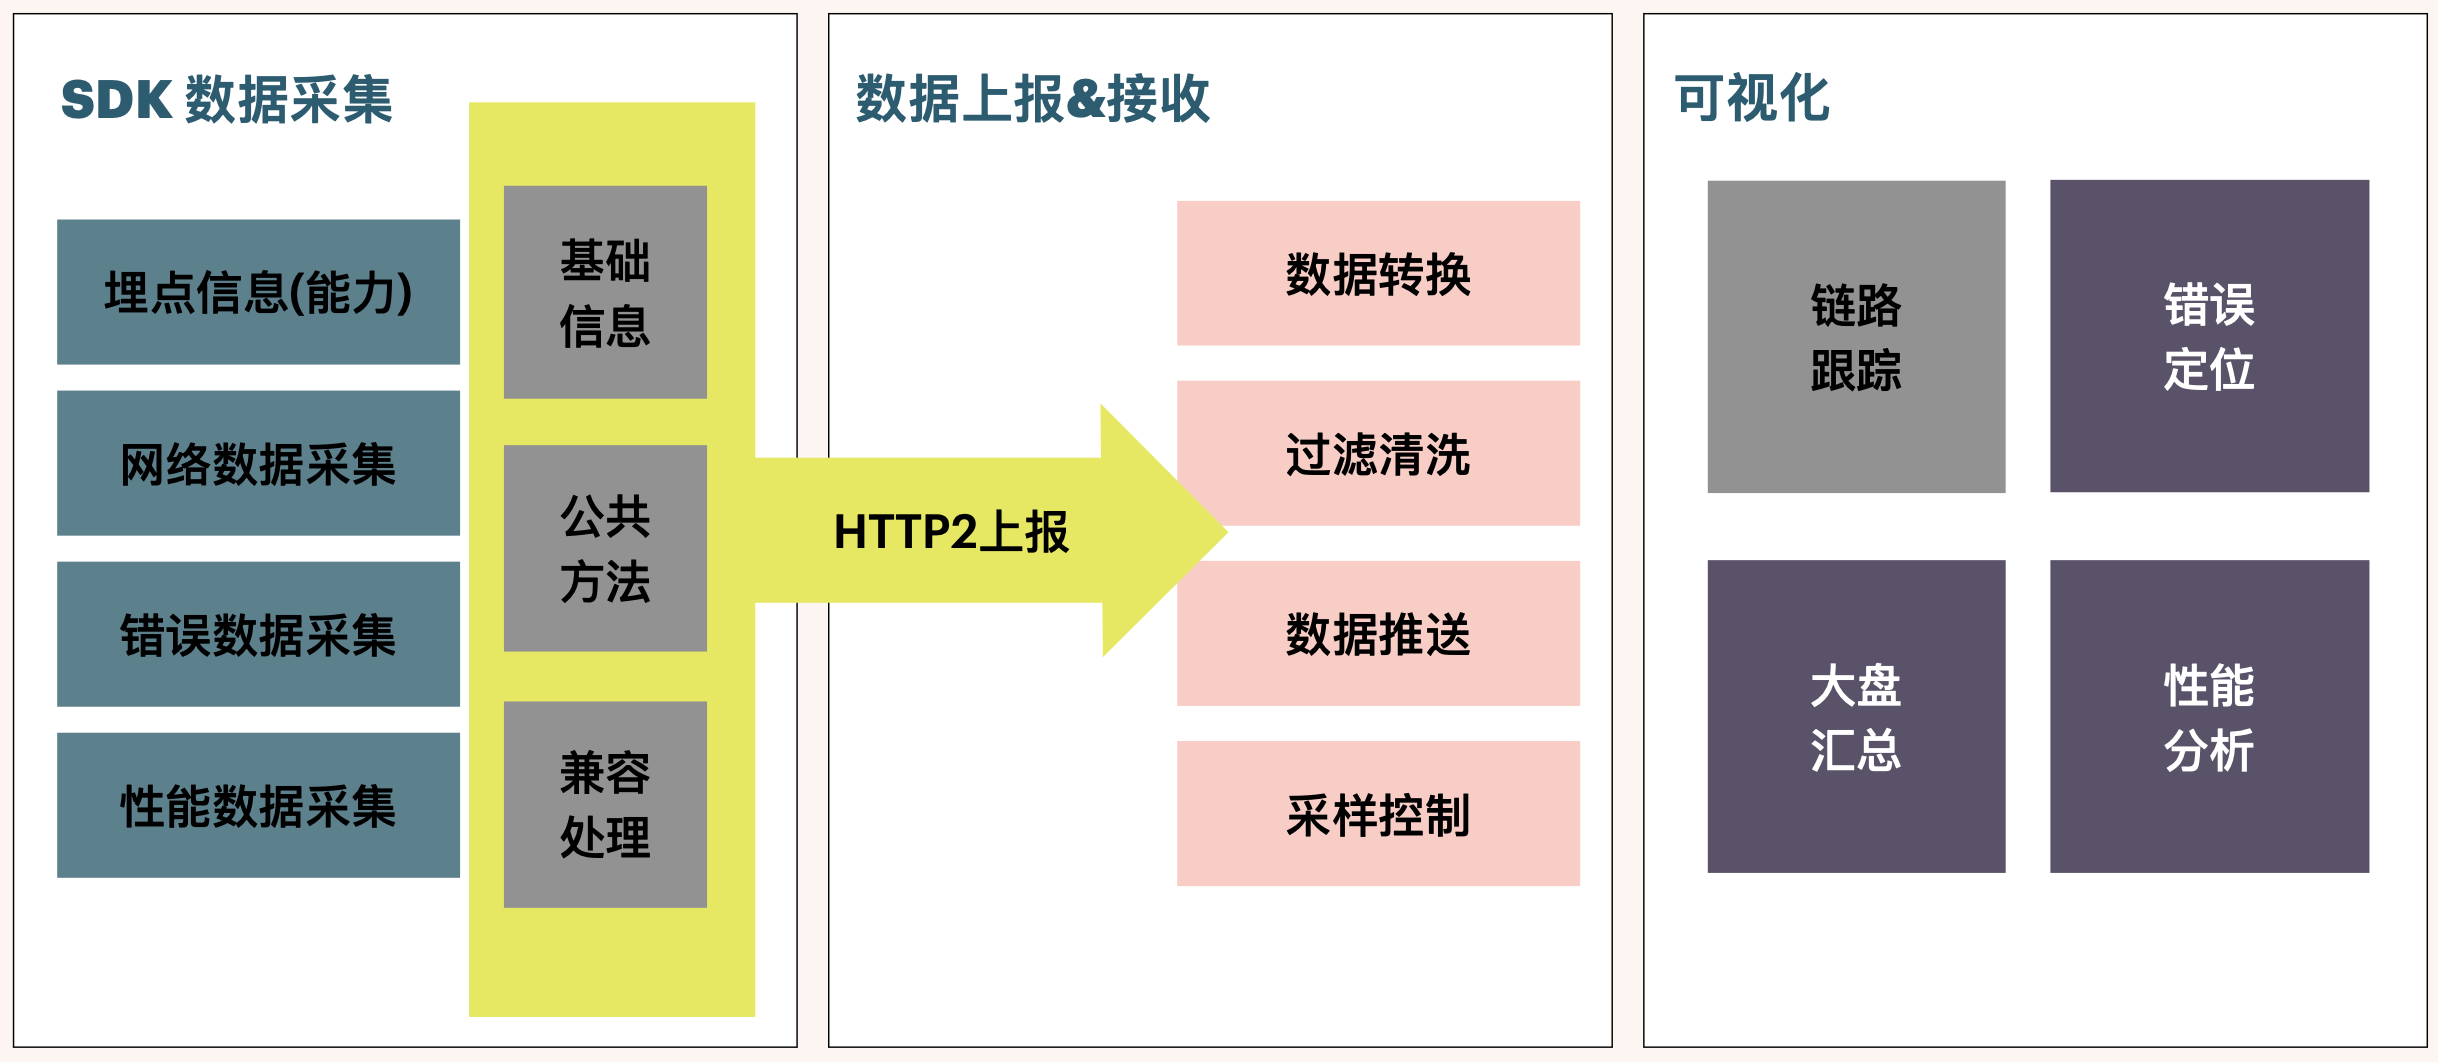 SDK 数据采集
埋点信息(能力)
网络数据采集
错误数据采集
性能数据采集
基础
信息
公共
方法
兼容
处理
HTTP2上报
数据上报&接收
数据转换
过滤清洗
数据推送
采样控制
可视化
链路
跟踪
错误
定位
大盘
汇总
性能
分析